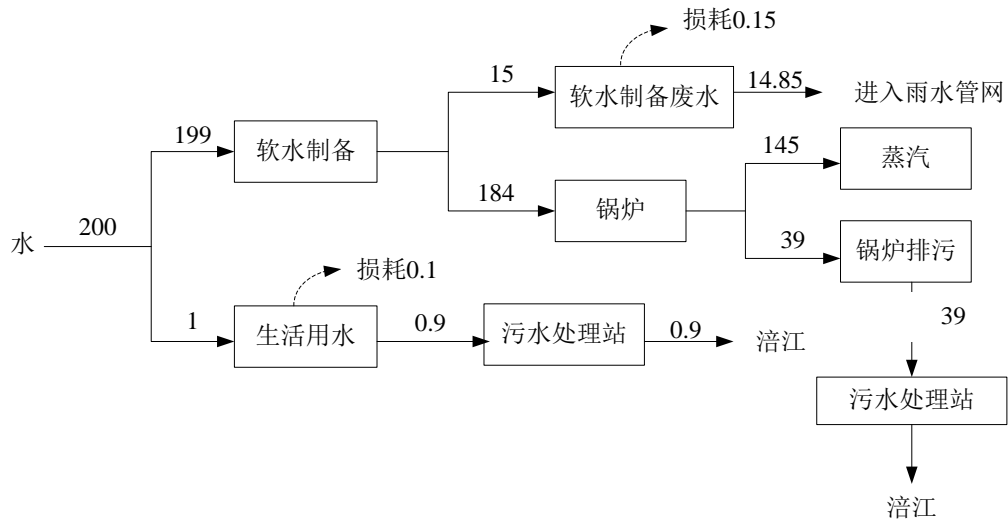 损耗0.15
15
软水制备废水
14.85
进入雨水管网
199
软水制备
145
蒸汽
184
锅炉
水
200
39
锅炉排污
损耗0.1
39
1
生活用水
0.9
污水处理站
0.9
涪江
污水处理站
涪江